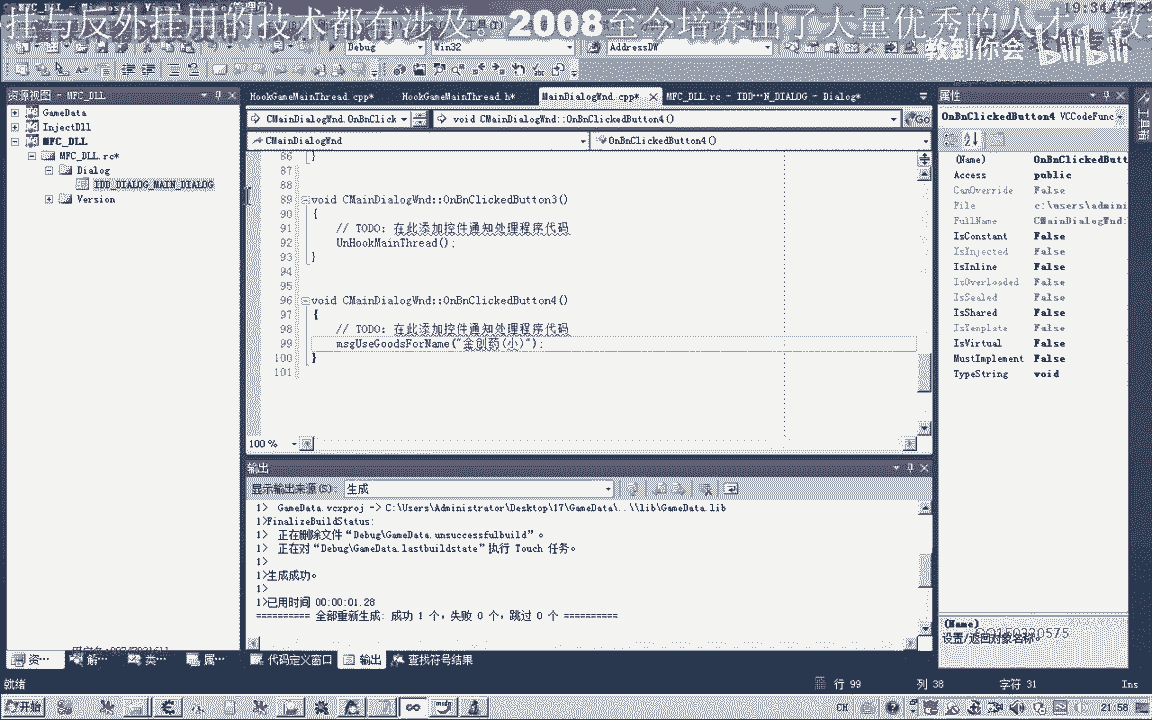 挂与反外挂用的技术都有涉及。2008至今培养出了大量优秀的人才。教
19:34
教到你会 bilibili
Debug Win32 AddressDW
资源视图 - MFC_DLL
GameData
InjectDll
MFC_DLL
MFC_DLL.rc*
Dialog
IDD_DIALOG_MAIN_DIALOG
Version
HookGameMainThread.cpp* HookGameMainThread.h* MainDialogWnd.cpp* MFC_DLL.rc - IDD...N_DIALOG - Dialog*
CMainDialogWnd.OnBnClick void CMainDialogWnd::OnBnClickedButton4() Go
CMainDialogWnd OnBnClickedButton4()
86 }
87
88
89 void CMainDialogWnd::OnBnClickedButton3()
90 {
91 // TODO: 在此添加控件通知处理程序代码
92 UnHookMainThread();
93 }
94
95
96 void CMainDialogWnd::OnBnClickedButton4()
97 {
98 // TODO: 在此添加控件通知处理程序代码
99 msgUseGoodsForName("金创药(小)");
100 }
101
100 %
输出
显示输出来源(S): 生成
1> GameData.vcxproj -> C:\Users\Administrator\Desktop\17\GameData\..\\lib\GameData.lib
1>FinalizeBuildStatus:
1> 正在删除文件“Debug\GameData.unsuccessfulbuild”。
1> 正在对“Debug\GameData.lastbuildstate”执行 Touch 任务。
1>
1>生成成功。
1>
1>已用时间 00:00:01.28
========== 全部重新生成: 成功 1 个，失败 0 个，跳过 0 个 ==========
属性
OnBnClickedButton4 VCCodeFunc
(Name) OnBnClickedButt
Access public
CanOverride False
File c:\users\admini
FullName CMainDialogWnd:
IsConstant False
IsInjected False
IsInline False
IsOverloaded False
IsSealed False
IsShared False
IsTemplate False
IsVirtual False
MustImplement False
TypeString void
(Name)
设置/返回对象名称。
工具箱
资... 解... 类... 属... 代码定义窗口 输出 查找符号结果
就绪 行 99 列 38 字符 31 Ins
开始 CH 21:58